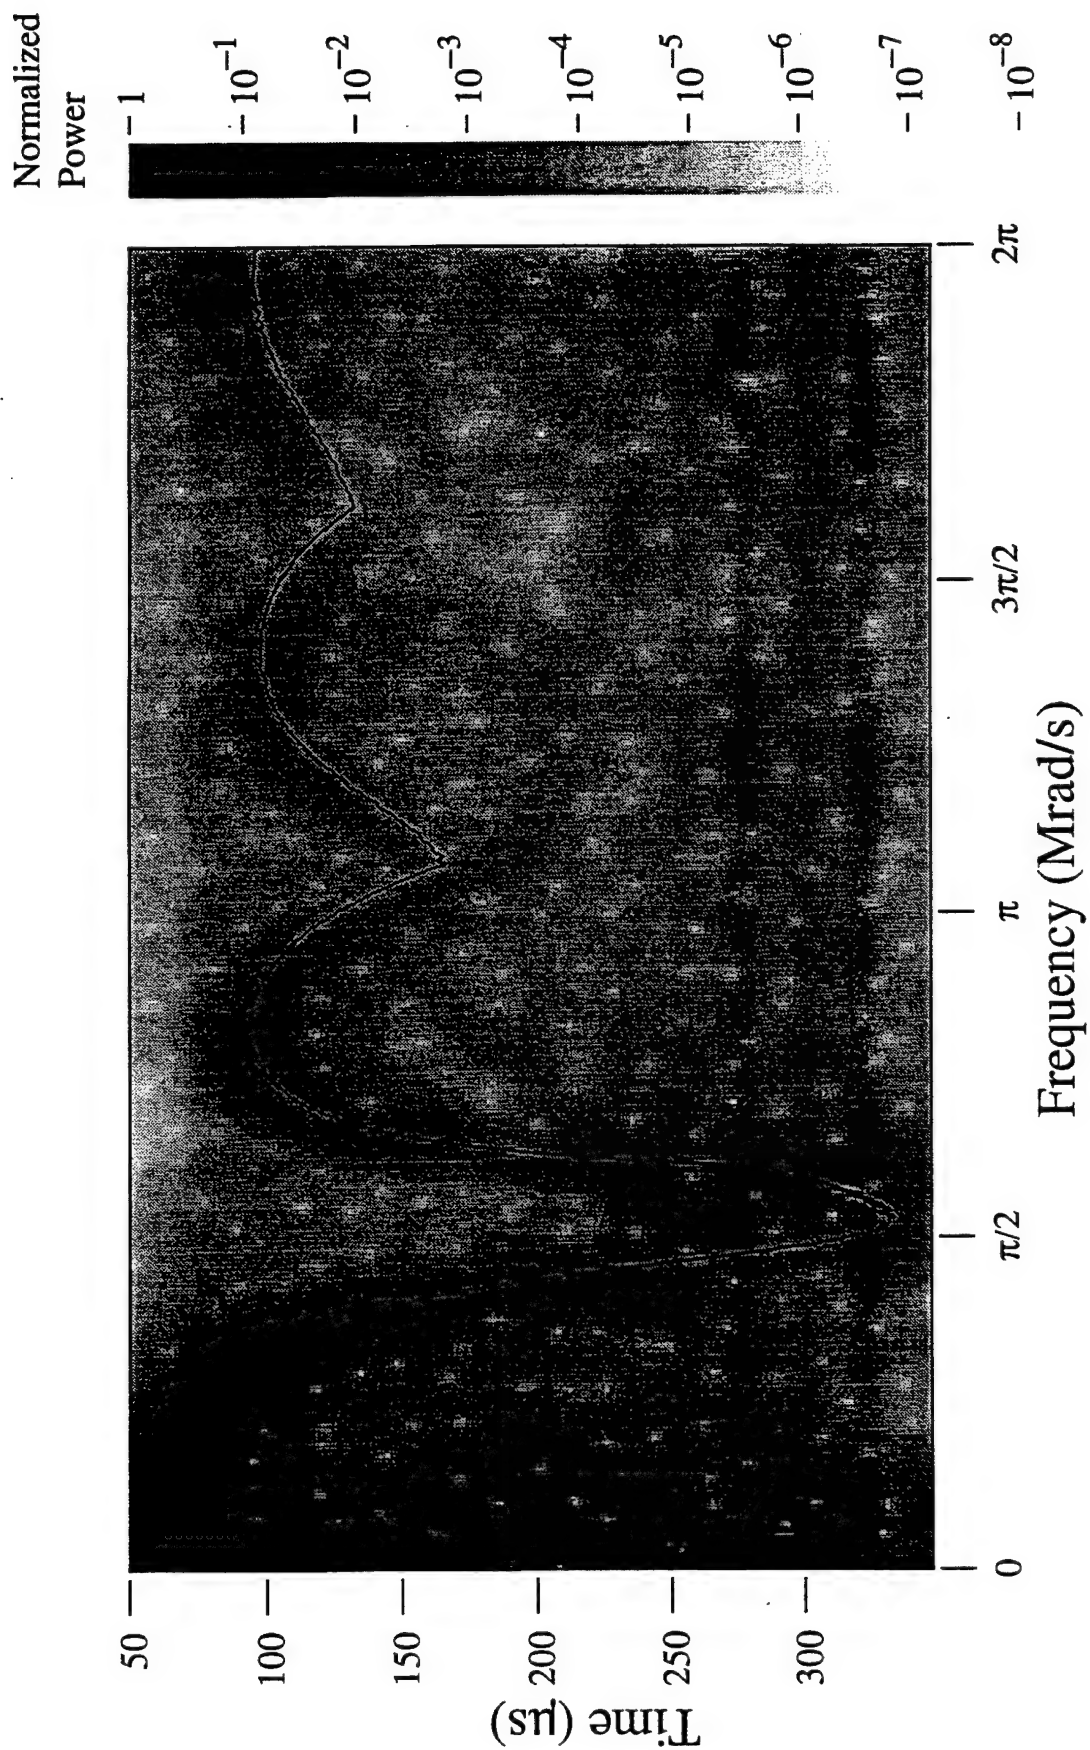 Normalized
Power
1
10⁻¹
10⁻²
10⁻³
10⁻⁴
10⁻⁵
10⁻⁶
10⁻⁷
10⁻⁸
50
100
150
200
250
300
Time (μs)
0
π/2
π
3π/2
2π
Frequency (Mrad/s)